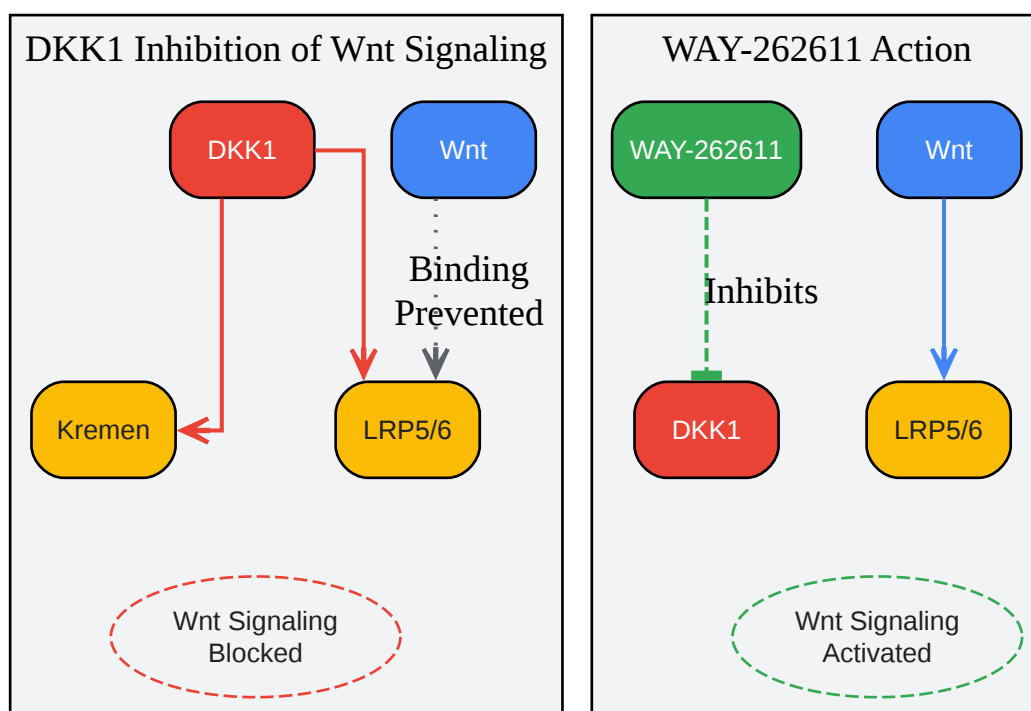 DKK1 Inhibition of Wnt Signaling
DKK1
Wnt
Binding
Prevented
Kremen
LRP5/6
Wnt Signaling
Blocked
WAY-262611 Action
WAY-262611
Wnt
Inhibits
DKK1
LRP5/6
Wnt Signaling
Activated